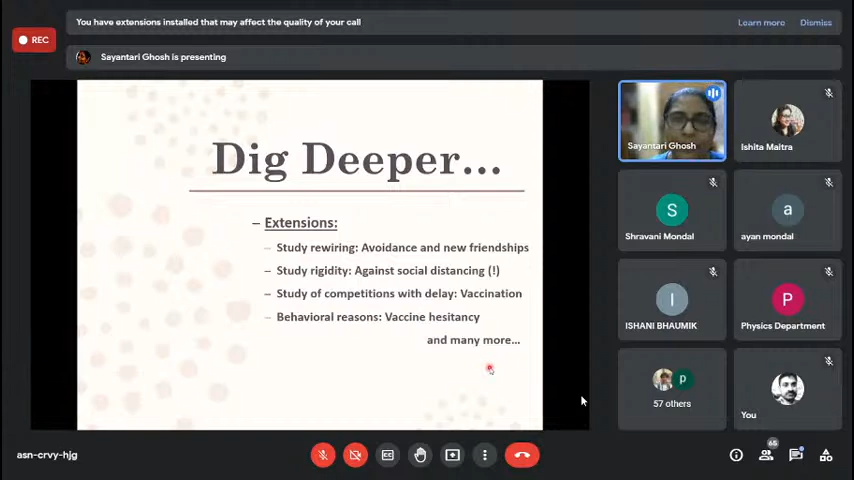 You have extensions installed that may affect the quality of your call
Learn more
Dismiss
REC
Sayantari Ghosh is presenting
Dig Deeper...
– Extensions:
– Study rewiring: Avoidance and new friendships
– Study rigidity: Against social distancing (!)
– Study of competitions with delay: Vaccination
– Behavioral reasons: Vaccine hesitancy
and many more...
Sayantari Ghosh
Ishita Maitra
Shravani Mondal
a
ayan mondal
I
ISHANI BHAUMIK
P
Physics Department
p
57 others
You
S
asn-crvy-hjg
65